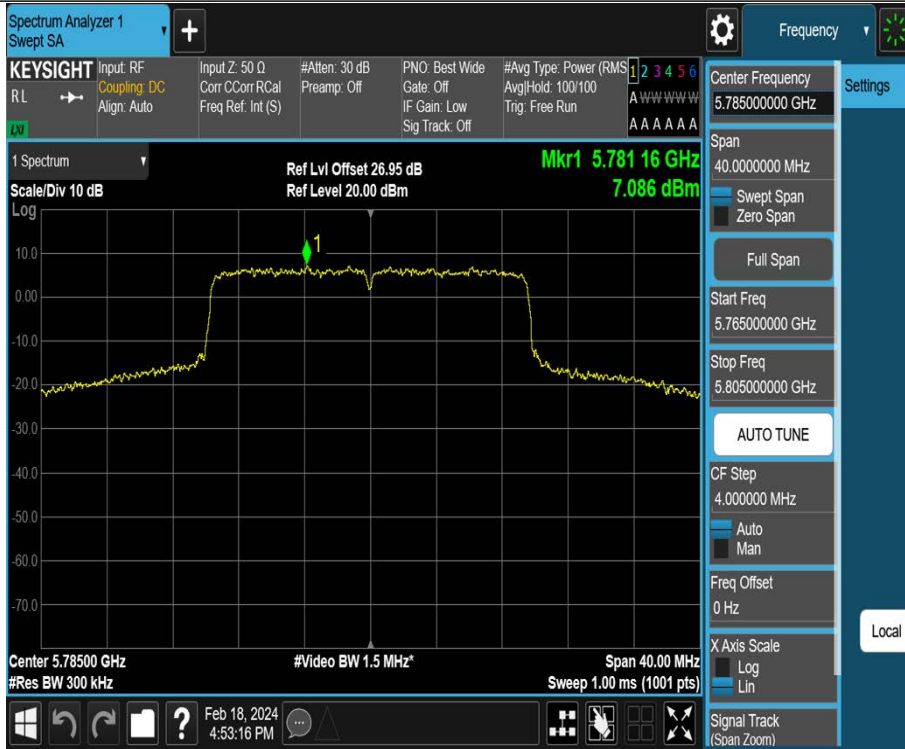 Spectrum Analyzer 1
Swept SA
+
Frequency
KEYSIGHT
R L
LXI
Input: RF
Coupling: DC
Align: Auto
Input Z: 50 Ω
Corr CCorr RCal
Freq Ref: Int (S)
#Atten: 30 dB
Preamp: Off
PNO: Best Wide
Gate: Off
IF Gain: Low
Sig Track: Off
#Avg Type: Power (RMS
Avg|Hold: 100/100
Trig: Free Run
1 2 3 4 5 6
A W W W W W
A A A A A A
Center Frequency
5.785000000 GHz
Settings
Span
40.0000000 MHz
Swept Span
Zero Span
Full Span
Start Freq
5.765000000 GHz
Stop Freq
5.805000000 GHz
AUTO TUNE
CF Step
4.000000 MHz
Auto
Man
Freq Offset
0 Hz
X Axis Scale
Log
Lin
Signal Track
(Span Zoom)
Local
1 Spectrum
Scale/Div 10 dB
Ref Lvl Offset 26.95 dB
Ref Level 20.00 dBm
Mkr1 5.781 16 GHz
7.086 dBm
Log
1
10.0
0.00
-10.0
-20.0
-30.0
-40.0
-50.0
-60.0
-70.0
Center 5.78500 GHz
#Res BW 300 kHz
#Video BW 1.5 MHz*
Span 40.00 MHz
Sweep 1.00 ms (1001 pts)
?
Feb 18, 2024
4:53:16 PM